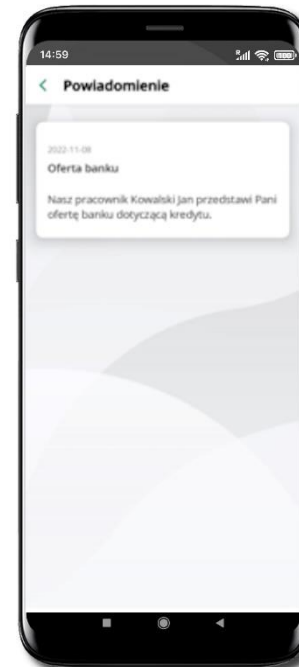 14:59
Powiadomienie
2022-11-08
Oferta banku
Nasz pracownik Kowalski Jan przedstawi Pani
ofertę banku dotyczącą kredytu.